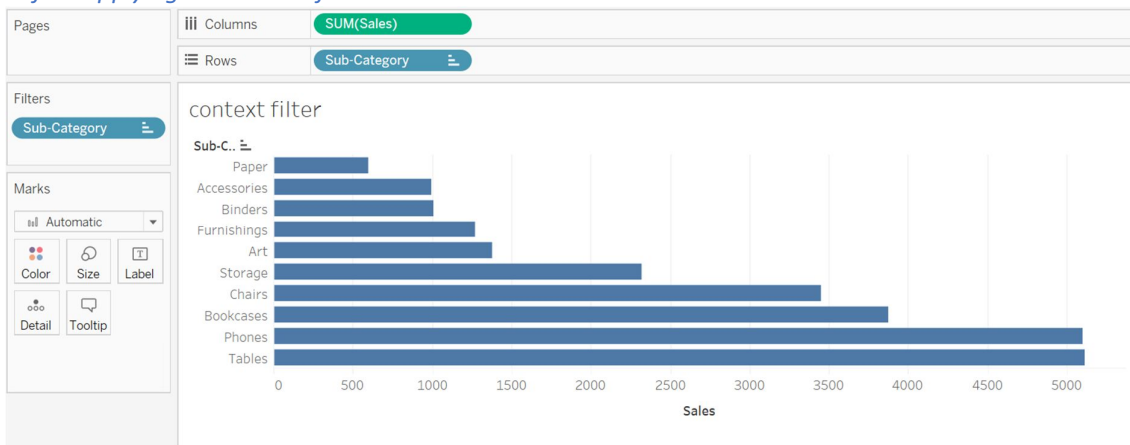 Pages
Columns SUM(Sales)
Rows Sub-Category
Filters
Sub-Category
context filter
Sub-C..
Marks
Automatic
Color Size Label
Detail Tooltip
Paper
Accessories
Binders
Furnishings
Art
Storage
Chairs
Bookcases
Phones
Tables
0 500 1000 1500 2000 2500 3000 3500 4000 4500 5000
Sales